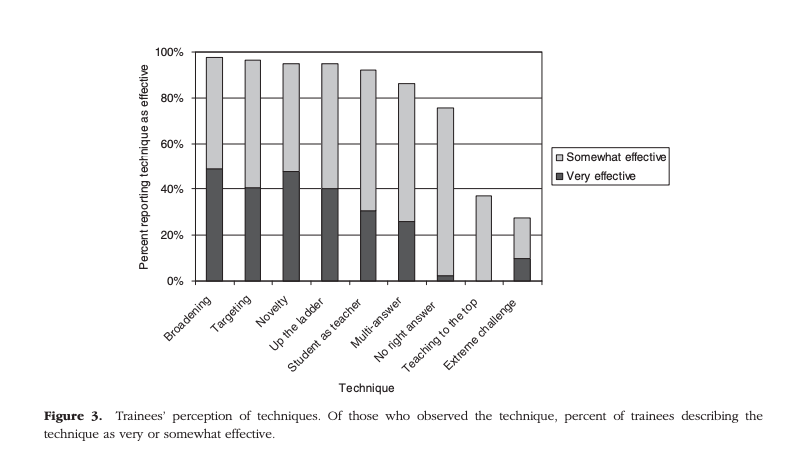 100%
80%
60%
40%
20%
0%
Percent reporting technique as effective
Somewhat effective
Very effective
Broadening
Targeting
Novelty
Up the ladder
Student as teacher
Multi-answer
No right answer
Teaching to the top
Extreme challenge
Technique
Figure 3. Trainees' perception of techniques. Of those who observed the technique, percent of trainees describing the
technique as very or somewhat effective.